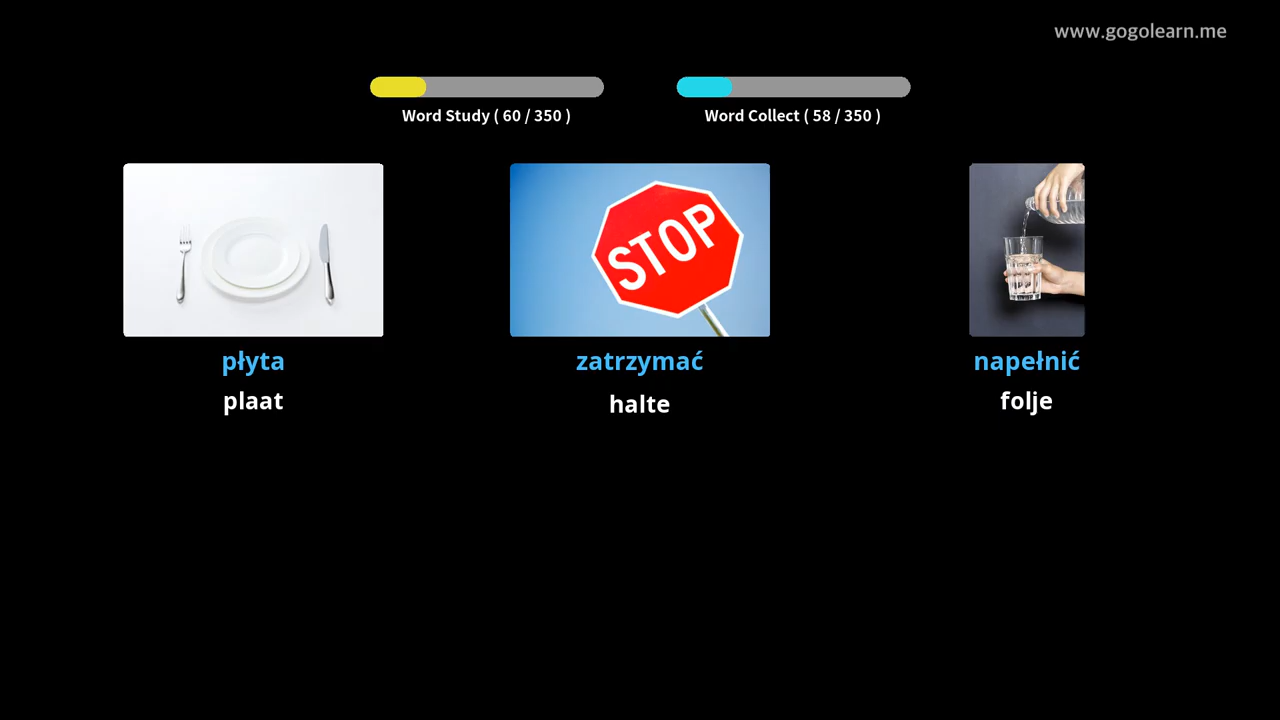 www.gogolearn.me
Word Study ( 60 / 350 )
Word Collect ( 58 / 350 )
STOP
płyta
zatrzymać
napełnić
plaat
halte
folje